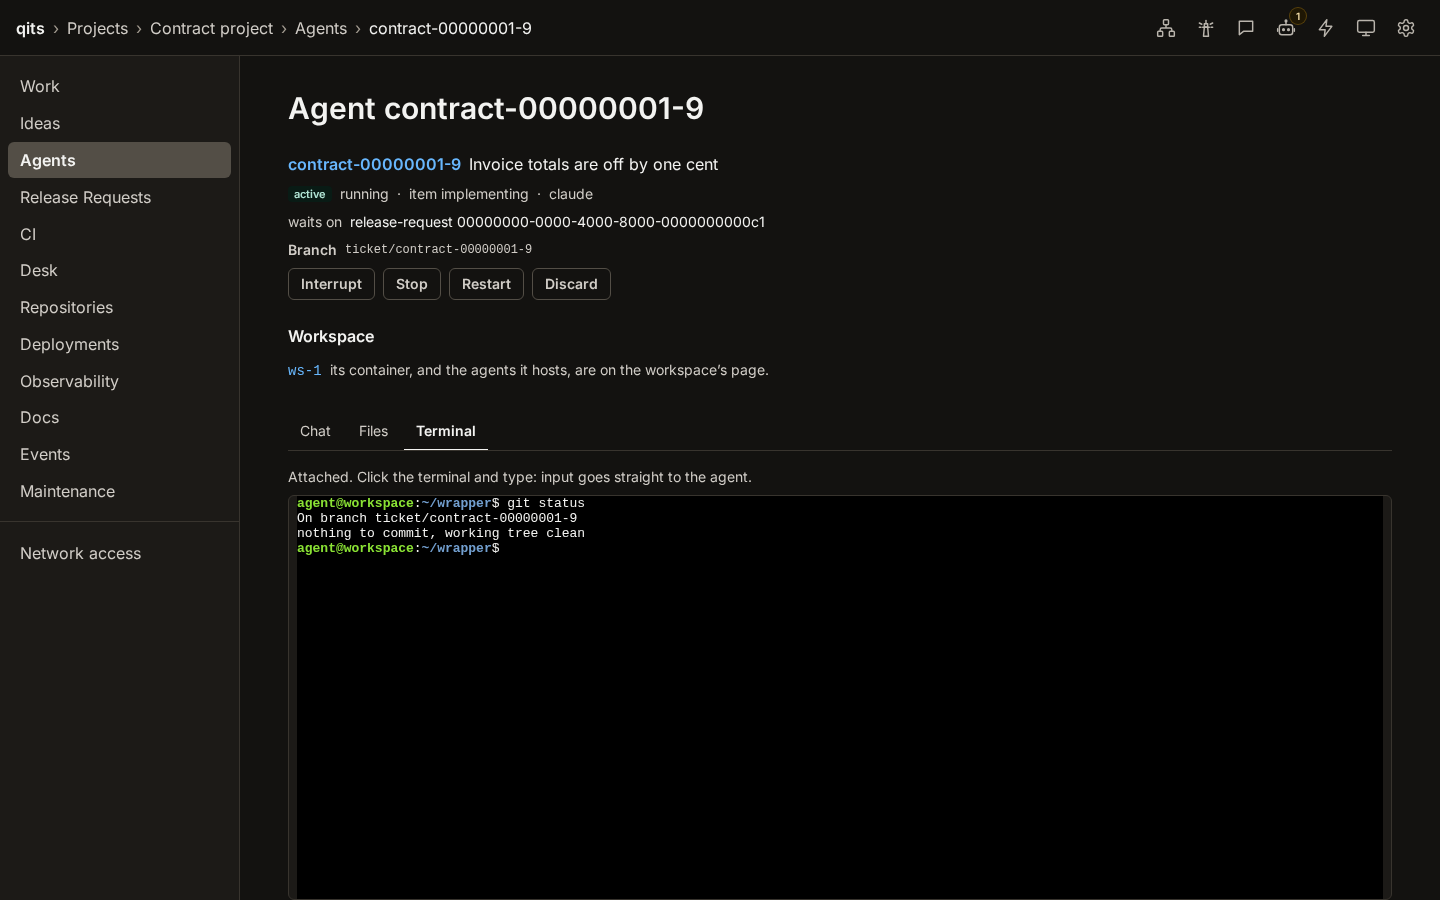 qits › Projects › Contract project › Agents › contract-00000001-9
1
Work
Ideas
Agents
Release Requests
CI
Desk
Repositories
Deployments
Observability
Docs
Events
Maintenance
Network access
Agent contract-00000001-9
contract-00000001-9 Invoice totals are off by one cent
active running · item implementing · claude
waits on release-request 00000000-0000-4000-8000-0000000000c1
Branch ticket/contract-00000001-9
Interrupt Stop Restart Discard
Workspace
ws-1 its container, and the agents it hosts, are on the workspace’s page.
Chat Files Terminal
Attached. Click the terminal and type: input goes straight to the agent.
agent@workspace:~/wrapper$ git status
On branch ticket/contract-00000001-9
nothing to commit, working tree clean
agent@workspace:~/wrapper$